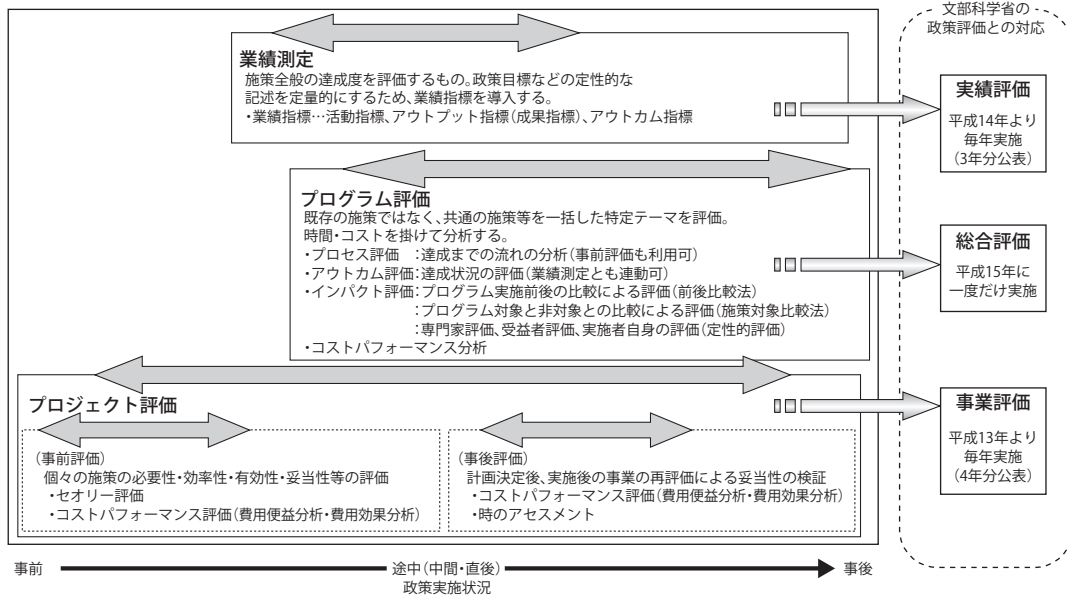 文部科学省の
政策評価との対応
業績測定
施策全般の達成度を評価するもの。政策目標などの定性的な
記述を定量的にするため、業績指標を導入する。
・業績指標…活動指標、アウトプット指標(成果指標)、アウトカム指標
実績評価
平成14年より
毎年実施
(3年分公表)
プログラム評価
既存の施策ではなく、共通の施策等を一括した特定テーマを評価。
時間・コストを掛けて分析する。
・プロセス評価 :達成までの流れの分析(事前評価も利用可)
・アウトカム評価:達成状況の評価(業績測定とも連動可)
・インパクト評価:プログラム実施前後の比較による評価(前後比較法)
:プログラム対象と非対象との比較による評価(施策対象比較法)
:専門家評価、受益者評価、実施者自身の評価(定性的評価)
・コストパフォーマンス分析
総合評価
平成15年に
一度だけ実施
プロジェクト評価
(事前評価)
個々の施策の必要性・効率性・有効性・妥当性等の評価
・セオリー評価
・コストパフォーマンス評価(費用便益分析・費用効果分析)
(事後評価)
計画決定後、実施後の事業の再評価による妥当性の検証
・コストパフォーマンス評価(費用便益分析・費用効果分析)
・時のアセスメント
事業評価
平成13年より
毎年実施
(4年分公表)
事前
途中(中間・直後)
政策実施状況
事後